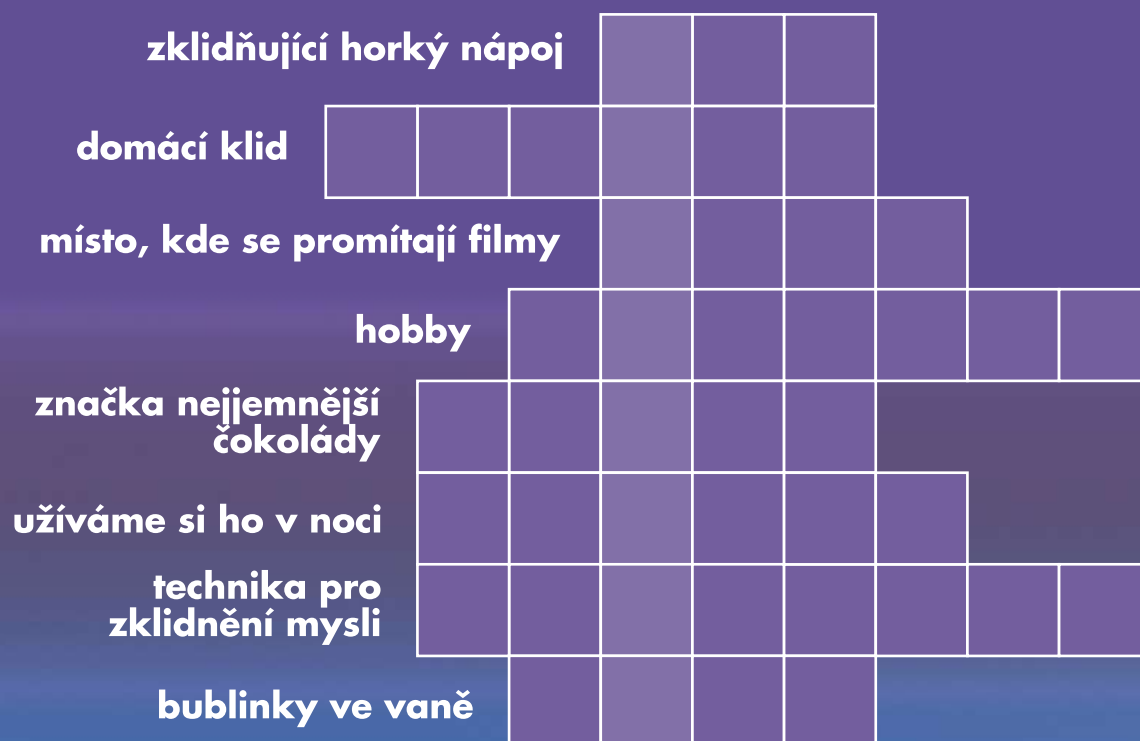 zklidňující horký nápoj
domácí klid
místo, kde se promítají filmy
hobby
značka nejjemnější
čokolády
užíváme si ho v noci
technika pro
zklidnění mysli
bublinky ve vaně